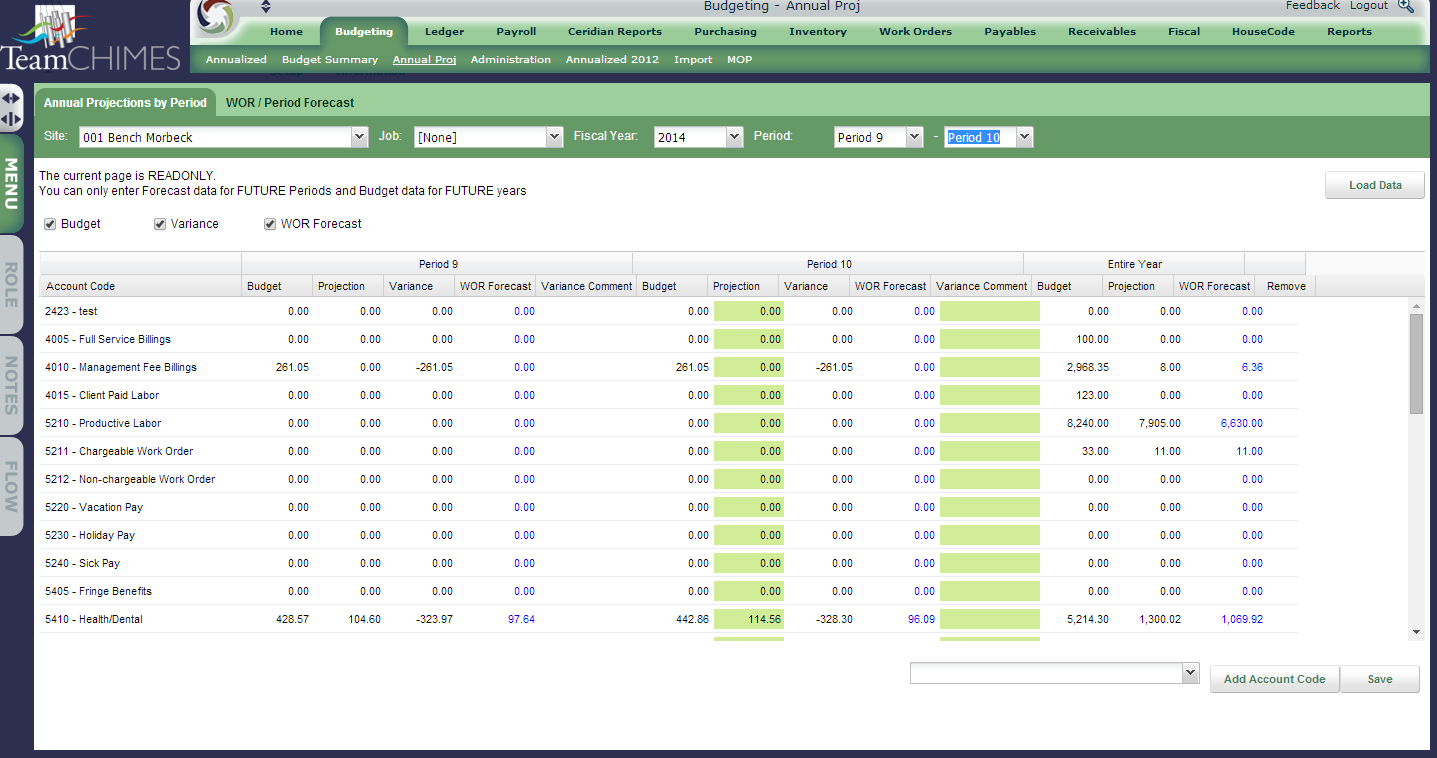 Budgeting - Annual Proj
Feedback Logout
TeamCHIMES
Home Budgeting Ledger Payroll Ceridian Reports Purchasing Inventory Work Orders Payables Receivables Fiscal HouseCode Reports
Annualized Budget Summary Annual Proj Administration Annualized 2012 Import MOP
Annual Projections by Period WOR / Period Forecast
Site: 001 Bench Morbeck Job: [None] Fiscal Year: 2014 Period: Period 9 - Period 10
MENU
ROLE
NOTES
FLOW
The current page is READONLY.
You can only enter Forecast data for FUTURE Periods and Budget data for FUTURE years
Load Data
Budget Variance WOR Forecast
Period 9 Period 10 Entire Year
Account Code Budget Projection Variance WOR Forecast Variance Comment Budget Projection Variance WOR Forecast Variance Comment Budget Projection WOR Forecast Remove
2423 - test 0.00 0.00 0.00 0.00 0.00 0.00 0.00 0.00 0.00 0.00 0.00
4005 - Full Service Billings 0.00 0.00 0.00 0.00 0.00 0.00 0.00 0.00 100.00 0.00 0.00
4010 - Management Fee Billings 261.05 0.00 -261.05 0.00 261.05 0.00 -261.05 0.00 2,968.35 8.00 6.36
4015 - Client Paid Labor 0.00 0.00 0.00 0.00 0.00 0.00 0.00 0.00 123.00 0.00 0.00
5210 - Productive Labor 0.00 0.00 0.00 0.00 0.00 0.00 0.00 0.00 8,240.00 7,905.00 6,630.00
5211 - Chargeable Work Order 0.00 0.00 0.00 0.00 0.00 0.00 0.00 0.00 33.00 11.00 11.00
5212 - Non-chargeable Work Order 0.00 0.00 0.00 0.00 0.00 0.00 0.00 0.00 0.00 0.00 0.00
5220 - Vacation Pay 0.00 0.00 0.00 0.00 0.00 0.00 0.00 0.00 0.00 0.00 0.00
5230 - Holiday Pay 0.00 0.00 0.00 0.00 0.00 0.00 0.00 0.00 0.00 0.00 0.00
5240 - Sick Pay 0.00 0.00 0.00 0.00 0.00 0.00 0.00 0.00 0.00 0.00 0.00
5405 - Fringe Benefits 0.00 0.00 0.00 0.00 0.00 0.00 0.00 0.00 0.00 0.00 0.00
5410 - Health/Dental 428.57 104.60 -323.97 97.64 442.86 114.56 -328.30 96.09 5,214.30 1,300.02 1,069.92
Add Account Code Save